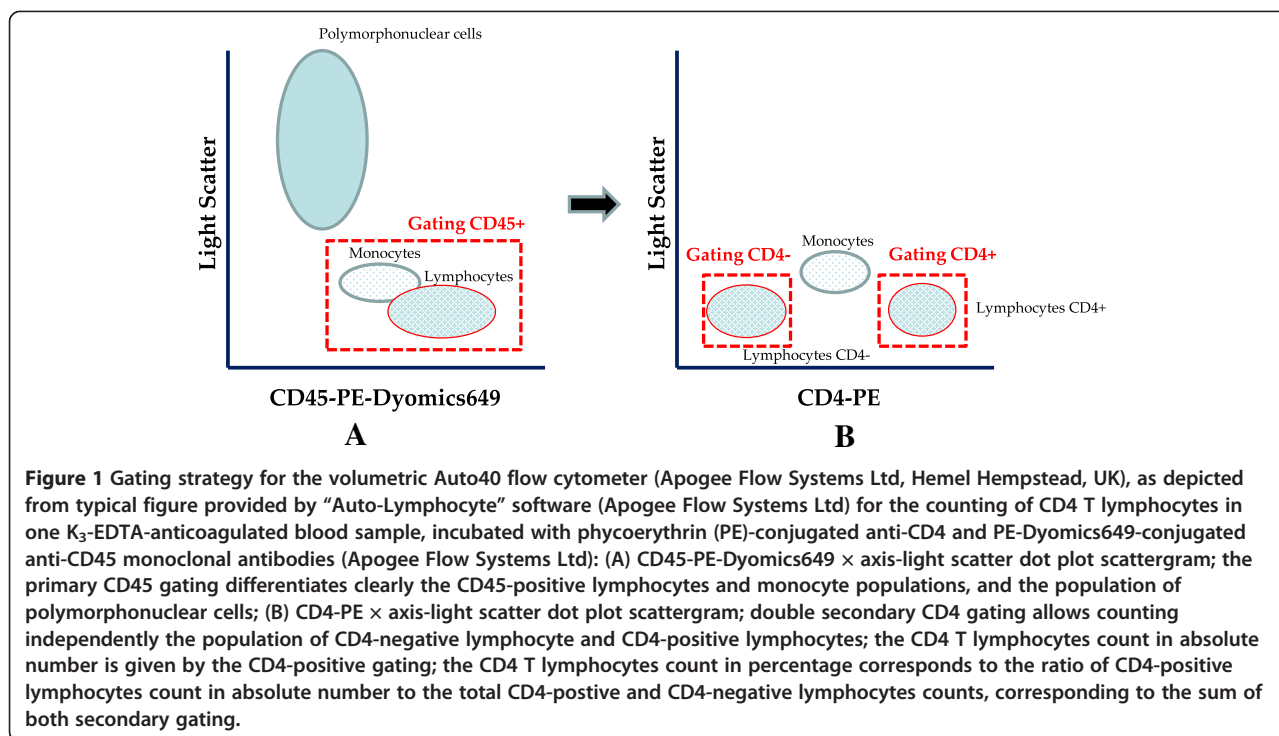 Polymorphonuclear cells
Light Scatter
Gating CD45+
Monocytes
Lymphocytes
CD45-PE-Dyomics649
A
Light Scatter
Gating CD4-
Monocytes
Gating CD4+
Lymphocytes CD4+
Lymphocytes CD4-
CD4-PE
B
Figure 1 Gating strategy for the volumetric Auto40 flow cytometer (Apogee Flow Systems Ltd, Hemel Hempstead, UK), as depicted
from typical figure provided by “Auto-Lymphocyte” software (Apogee Flow Systems Ltd) for the counting of CD4 T lymphocytes in
one K₃-EDTA-anticoagulated blood sample, incubated with phycoerythrin (PE)-conjugated anti-CD4 and PE-Dyomics649-conjugated
anti-CD45 monoclonal antibodies (Apogee Flow Systems Ltd): (A) CD45-PE-Dyomics649 × axis-light scatter dot plot scattergram; the
primary CD45 gating differentiates clearly the CD45-positive lymphocytes and monocyte populations, and the population of
polymorphonuclear cells; (B) CD4-PE × axis-light scatter dot plot scattergram; double secondary CD4 gating allows counting
independently the population of CD4-negative lymphocyte and CD4-positive lymphocytes; the CD4 T lymphocytes count in absolute
number is given by the CD4-positive gating; the CD4 T lymphocytes count in percentage corresponds to the ratio of CD4-positive
lymphocytes count in absolute number to the total CD4-postive and CD4-negative lymphocytes counts, corresponding to the sum of
both secondary gating.